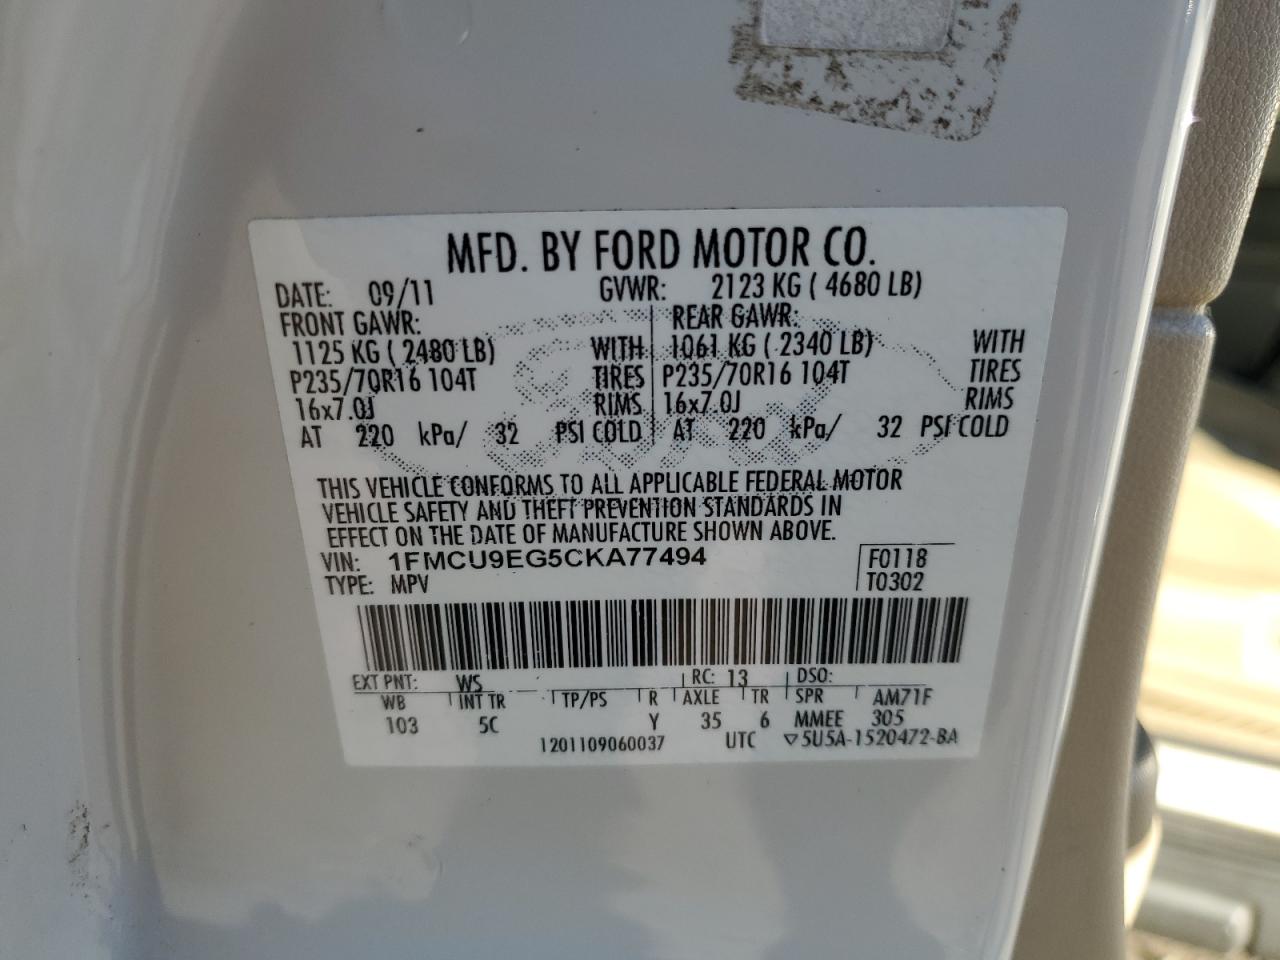 MFD. BY FORD MOTOR CO.
DATE: 09/11 GVWR: 2123 KG ( 4680 LB)
FRONT GAWR: REAR GAWR:
1125 KG ( 2480 LB) WITH 1061 KG ( 2340 LB) WITH
P235/70R16 104T TIRES P235/70R16 104T TIRES
16x7.0J RIMS 16x7.0J RIMS
AT 220 kPa/ 32 PSI COLD AT 220 kPa/ 32 PSI COLD
THIS VEHICLE CONFORMS TO ALL APPLICABLE FEDERAL MOTOR
VEHICLE SAFETY AND THEFT PREVENTION STANDARDS IN
EFFECT ON THE DATE OF MANUFACTURE SHOWN ABOVE.
VIN: 1FMCU9EG5CKA77494 F0118
TYPE: MPV T0302
EXT PNT: WS RC: 13 DSO:
WB INT TR TP/PS R AXLE TR SPR AM71F
103 5C Y 35 6 MMEE 305
1201109060037 UTC ▽5U5A-1520472-BA